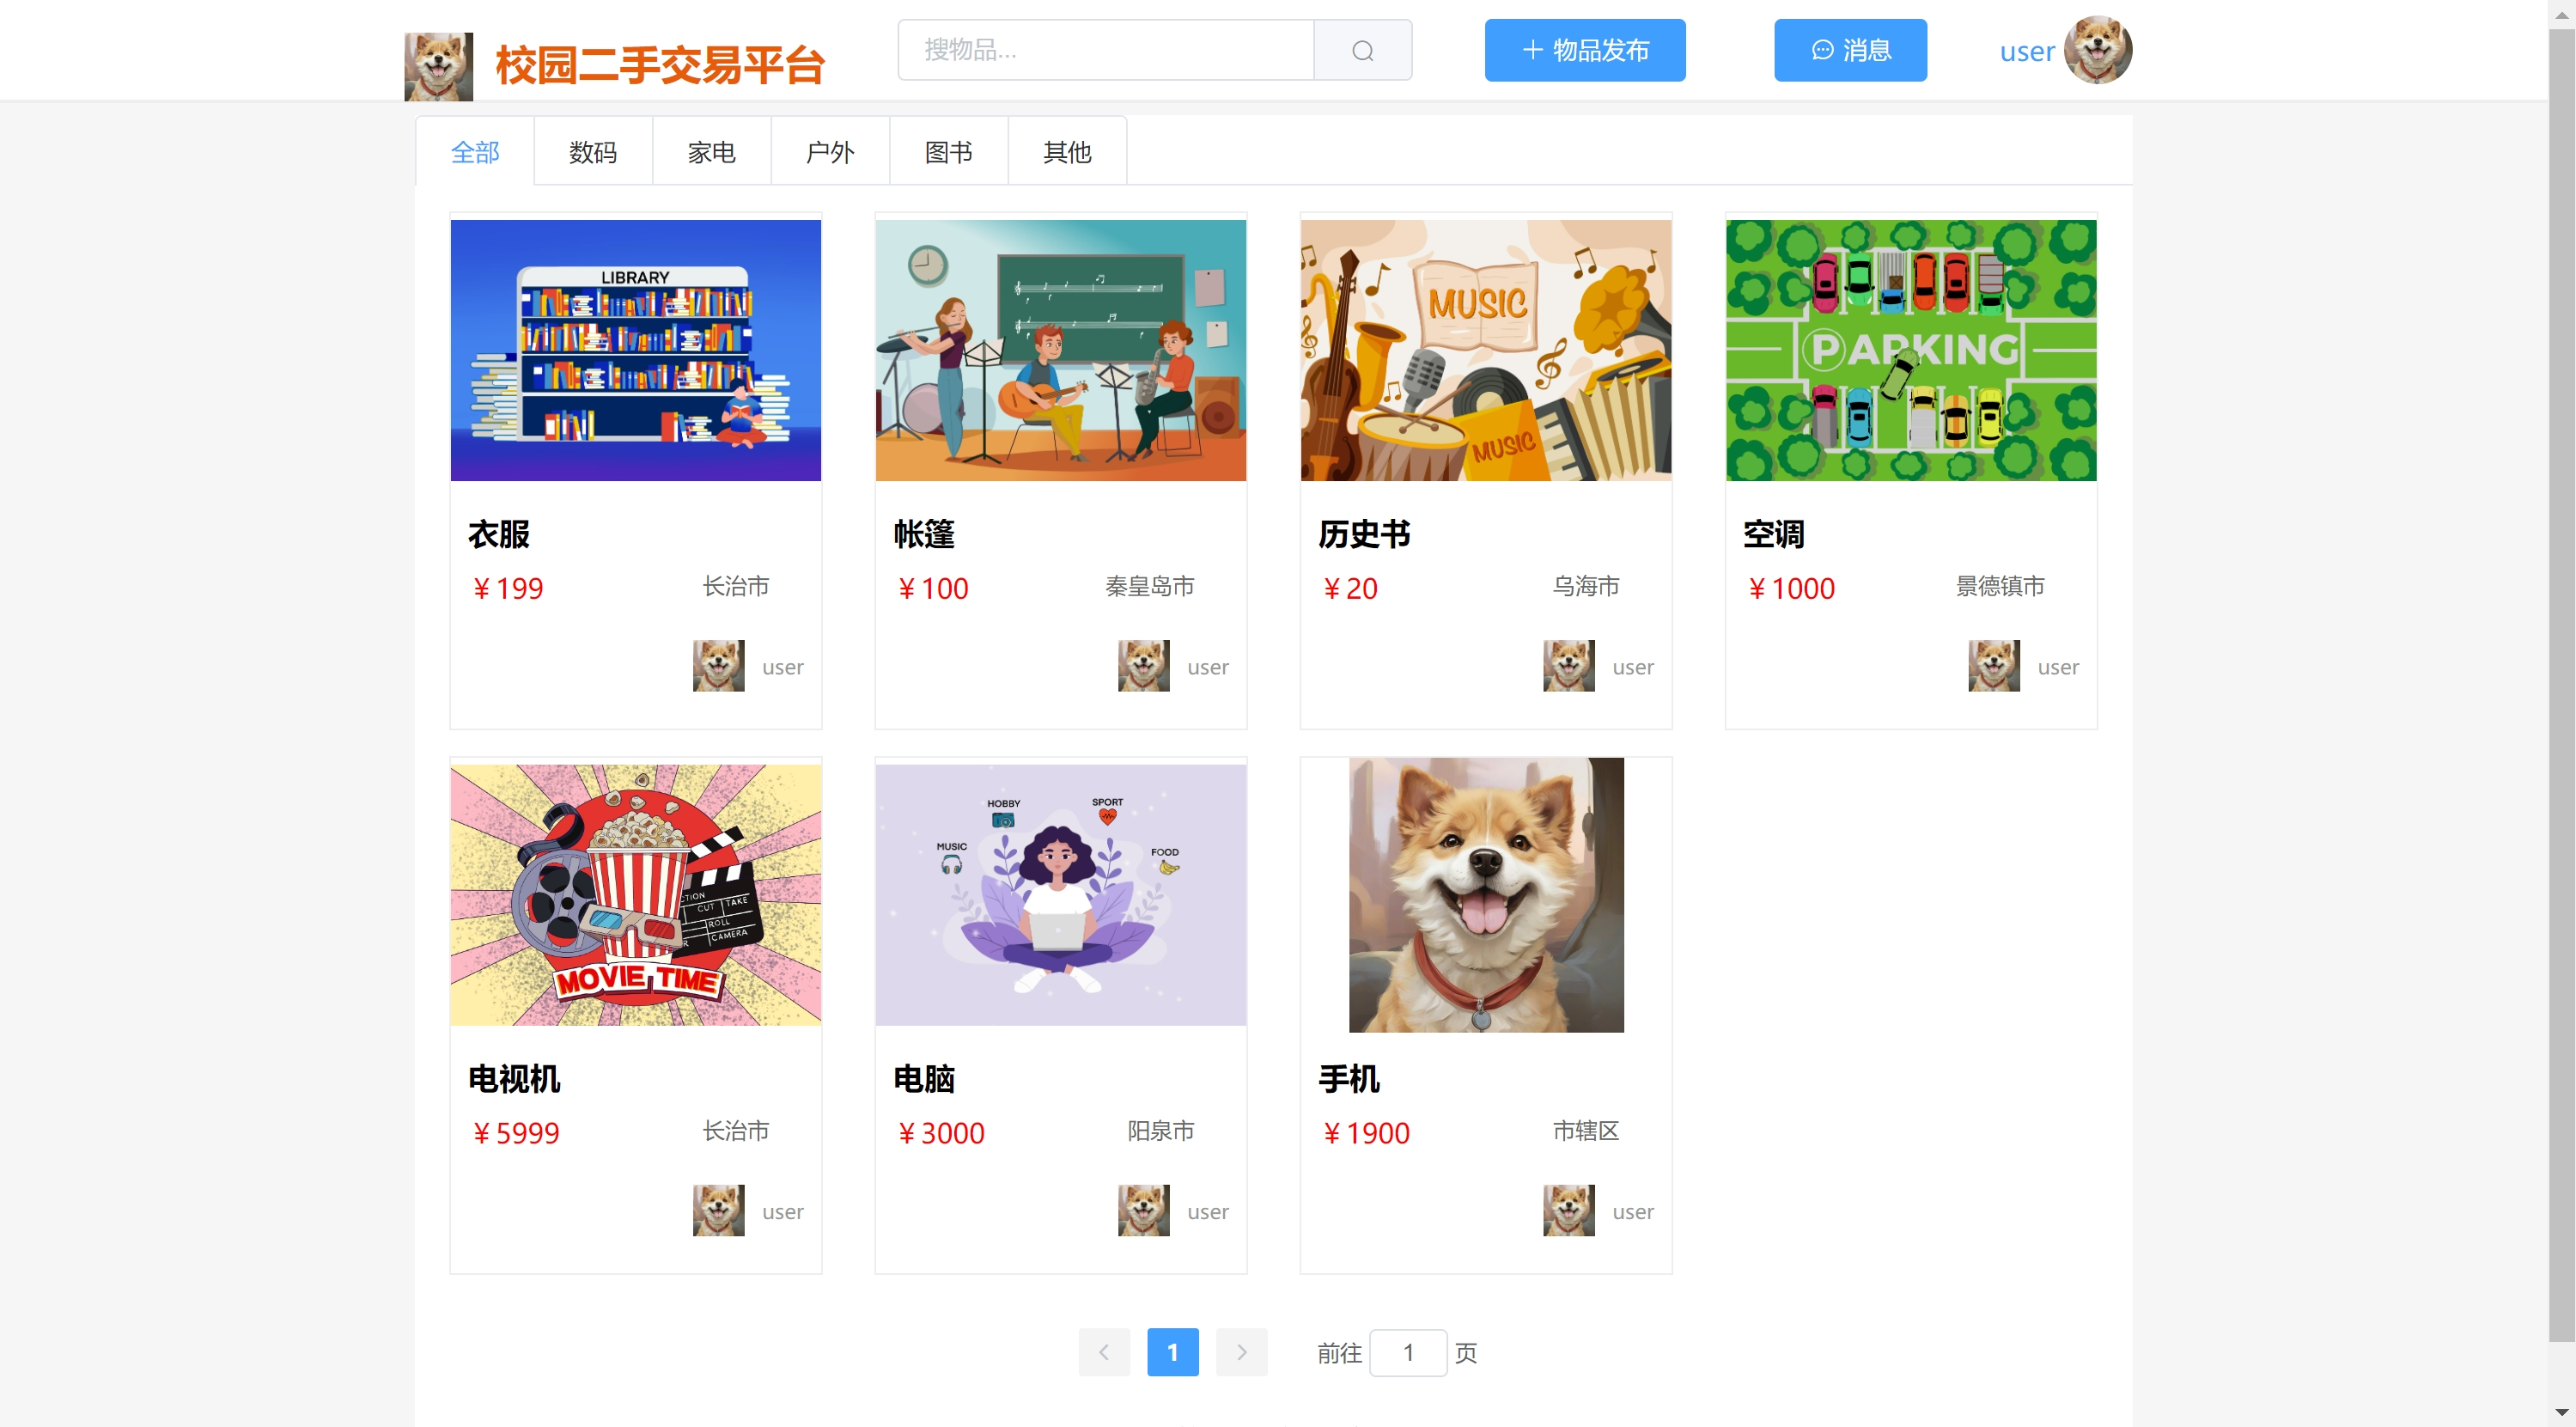 校园二手交易平台
搜物品...
物品发布
消息
user
全部 数码 家电 户外 图书 其他
LIBRARY
MUSIC
MUSIC
PARKING
衣服
¥ 199 长治市
user
帐篷
¥ 100 秦皇岛市
user
历史书
¥ 20 乌海市
user
空调
¥ 1000 景德镇市
user
CUT TAKE
ROLL
CAMERA
MOVIE TIME
HOBBY
SPORT
MUSIC
FOOD
电视机
¥ 5999 长治市
user
电脑
¥ 3000 阳泉市
user
手机
¥ 1900 市辖区
user
1 前往 1 页